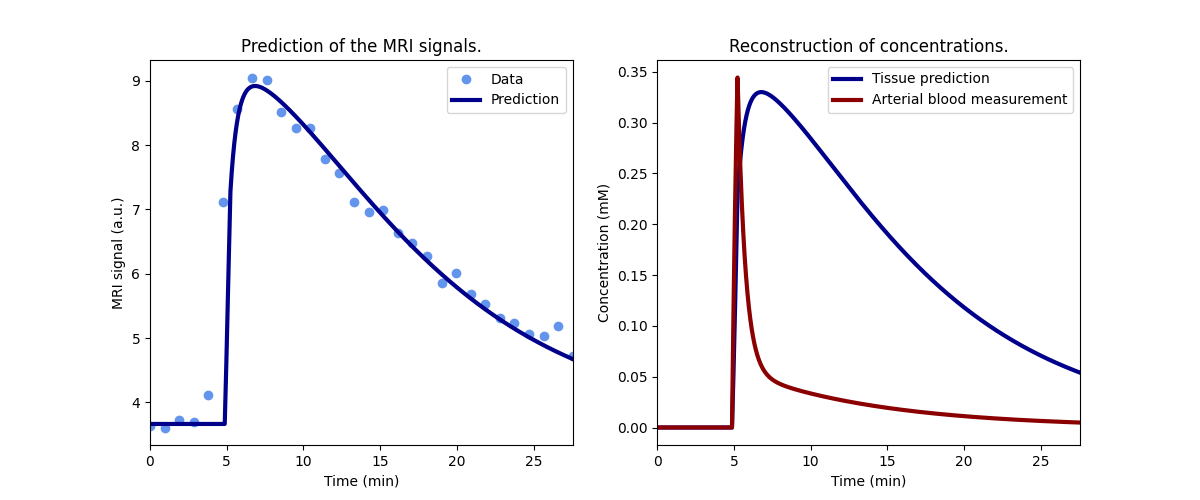 Prediction of the MRI signals.
MRI signal (a.u.)
9
8
7
6
5
4
Data
Prediction
0
5
10
15
20
25
Time (min)
Reconstruction of concentrations.
Concentration (mM)
0.35
0.30
0.25
0.20
0.15
0.10
0.05
0.00
Tissue prediction
Arterial blood measurement
0
5
10
15
20
25
Time (min)